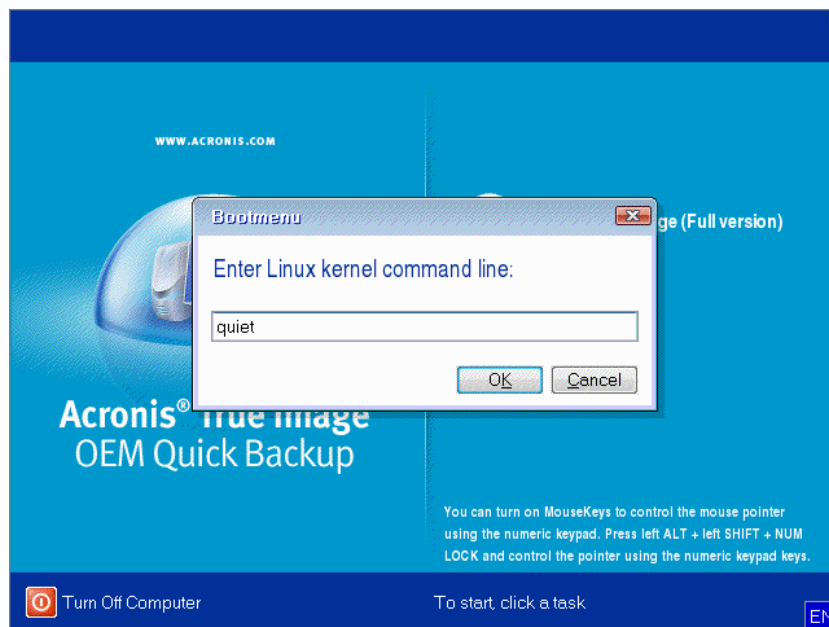 WWW.ACRONIS.COM
ge (Full version)
Bootmenu
Enter Linux kernel command line:
quiet
OK
Cancel
Acronis® True Image
OEM Quick Backup
You can turn on MouseKeys to control the mouse pointer
using the numeric keypad. Press left ALT + left SHIFT + NUM
LOCK and control the pointer using the numeric keypad keys.
Turn Off Computer
To start, click a task
EN